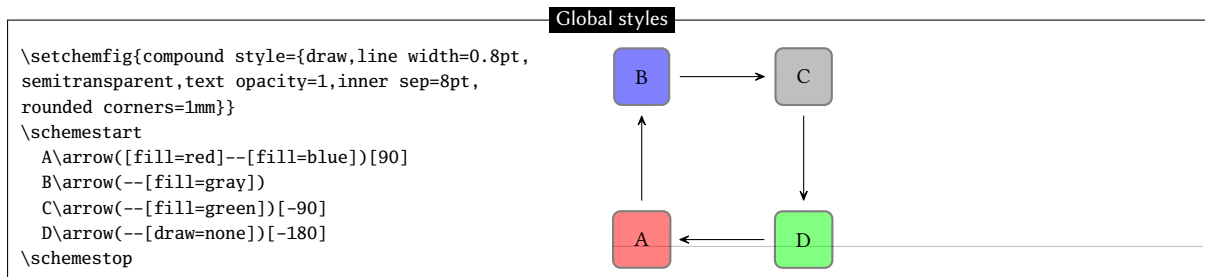 Global styles
\setchemfig{compound style={draw,line width=0.8pt,
semitransparent,text opacity=1,inner sep=8pt,
rounded corners=1mm}}
\schemestart
  A\arrow([fill=red]--[fill=blue])[90]
  B\arrow(--[fill=gray])
  C\arrow(--[fill=green])[-90]
  D\arrow(--[draw=none])[-180]
\schemestop
B C
A D